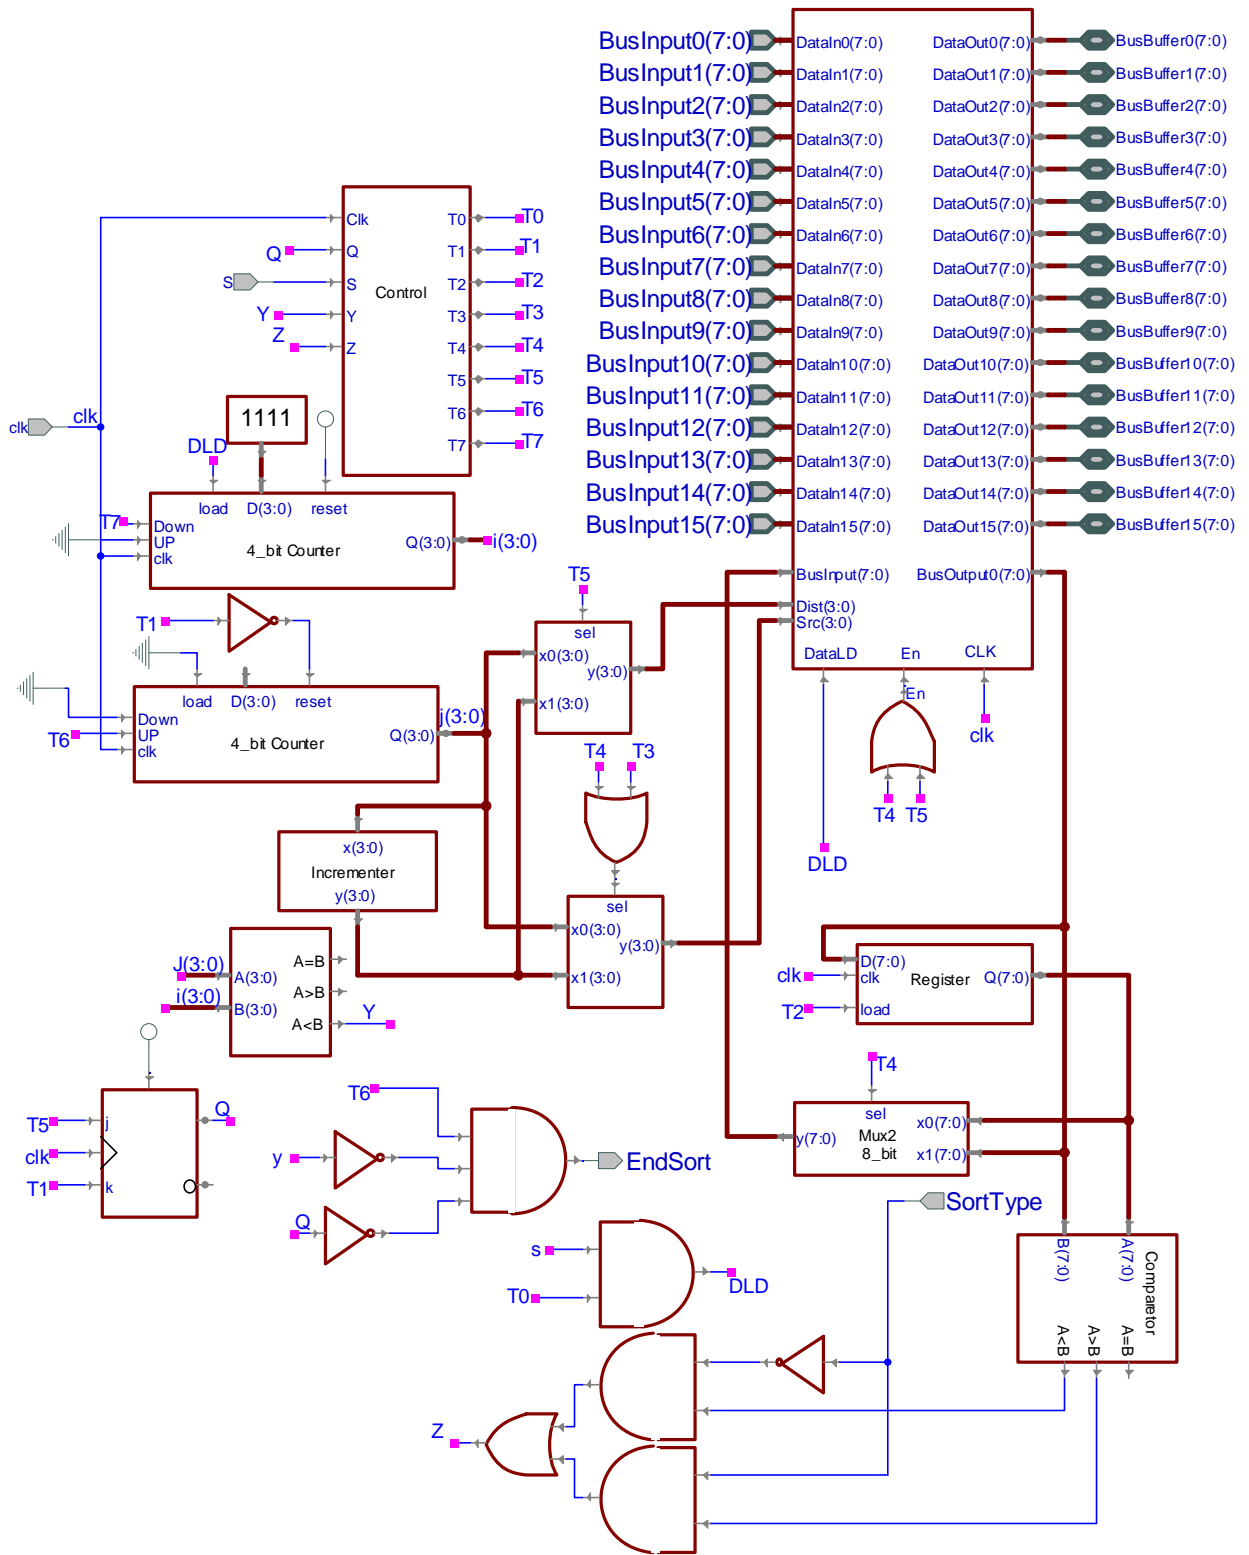 BusInput0(7:0) DataIn0(7:0) DataOut0(7:0) BusBuffer0(7:0)
BusInput1(7:0) DataIn1(7:0) DataOut1(7:0) BusBuffer1(7:0)
BusInput2(7:0) DataIn2(7:0) DataOut2(7:0) BusBuffer2(7:0)
BusInput3(7:0) DataIn3(7:0) DataOut3(7:0) BusBuffer3(7:0)
BusInput4(7:0) DataIn4(7:0) DataOut4(7:0) BusBuffer4(7:0)
BusInput5(7:0) DataIn5(7:0) DataOut5(7:0) BusBuffer5(7:0)
BusInput6(7:0) DataIn6(7:0) DataOut6(7:0) BusBuffer6(7:0)
BusInput7(7:0) DataIn7(7:0) DataOut7(7:0) BusBuffer7(7:0)
BusInput8(7:0) DataIn8(7:0) DataOut8(7:0) BusBuffer8(7:0)
BusInput9(7:0) DataIn9(7:0) DataOut9(7:0) BusBuffer9(7:0)
BusInput10(7:0) DataIn10(7:0) DataOut10(7:0) BusBuffer10(7:0)
BusInput11(7:0) DataIn11(7:0) DataOut11(7:0) BusBuffer11(7:0)
BusInput12(7:0) DataIn12(7:0) DataOut12(7:0) BusBuffer12(7:0)
BusInput13(7:0) DataIn13(7:0) DataOut13(7:0) BusBuffer13(7:0)
BusInput14(7:0) DataIn14(7:0) DataOut14(7:0) BusBuffer14(7:0)
BusInput15(7:0) DataIn15(7:0) DataOut15(7:0) BusBuffer15(7:0)
BusInput(7:0) BusOutput0(7:0)
Dist(3:0)
Src(3:0)
DataLD En CLK
En
clk
T4 T5
DLD
Clk T0 T0
Q Q T1 T1
S S T2 T2
Control
Y Y T3 T3
Z Z T4 T4
T5 T5
T6 T6
T7 T7
clk clk
1111
DLD
load D(3:0) reset
T7 Down
UP
clk
4_bit Counter
Q(3:0) i(3:0)
T1
load D(3:0) reset
Down
T6 UP
clk
4_bit Counter
Q(3:0) j(3:0)
T5
sel
x0(3:0)
y(3:0)
x1(3:0)
T4 T3
sel
x0(3:0)
y(3:0)
x1(3:0)
x(3:0)
Incrementer
y(3:0)
J(3:0) A(3:0) A=B
i(3:0) B(3:0) A>B
A<B Y
D(7:0)
clk clk Register Q(7:0)
T2 load
T4
sel
y(7:0) Mux2 x0(7:0)
8_bit x1(7:0)
T5 j Q
clk
T1 k
T6
y
Q
EndSort
SortType
s
T0
DLD
B(7:0) A(7:0)
Comparetor
A<B A>B A=B
Z